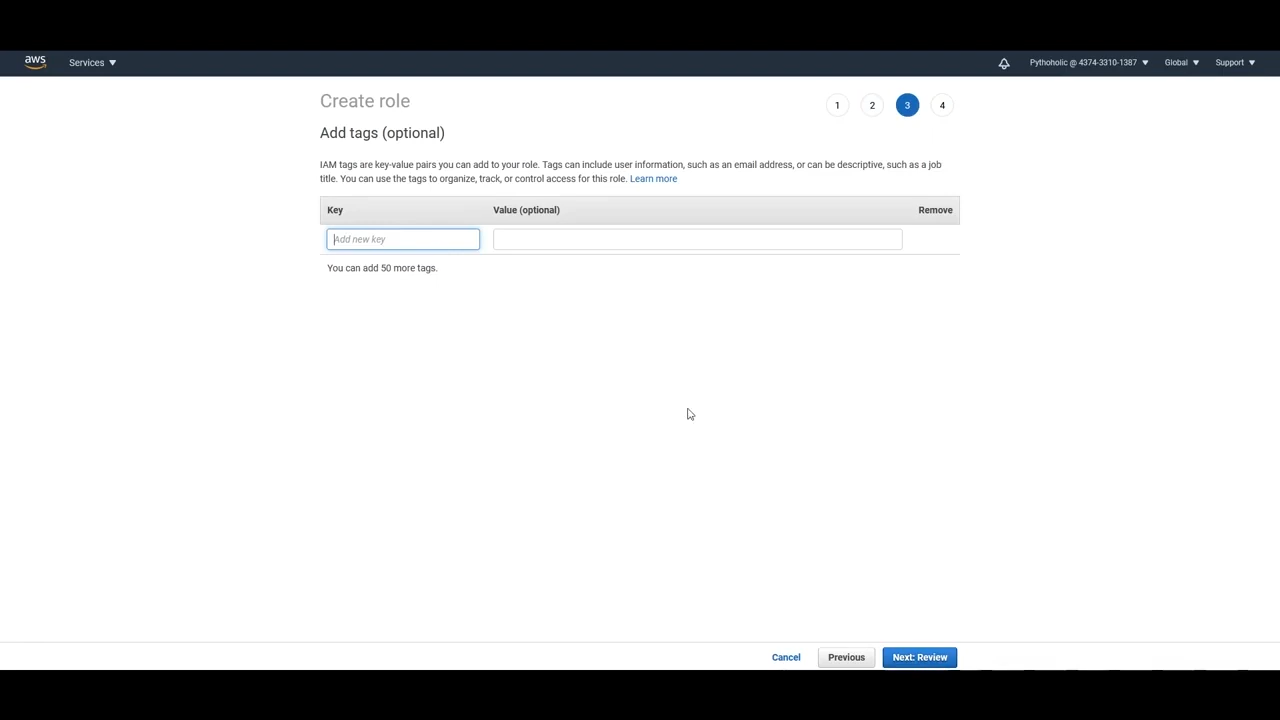 aws
Services
Pythoholic @ 4374-3310-1387
Global
Support
Create role
1
2
3
4
Add tags (optional)
IAM tags are key-value pairs you can add to your role. Tags can include user information, such as an email address, or can be descriptive, such as a job
title. You can use the tags to organize, track, or control access for this role. Learn more
Key
Value (optional)
Remove
Add new key
You can add 50 more tags.
Cancel
Previous
Next: Review